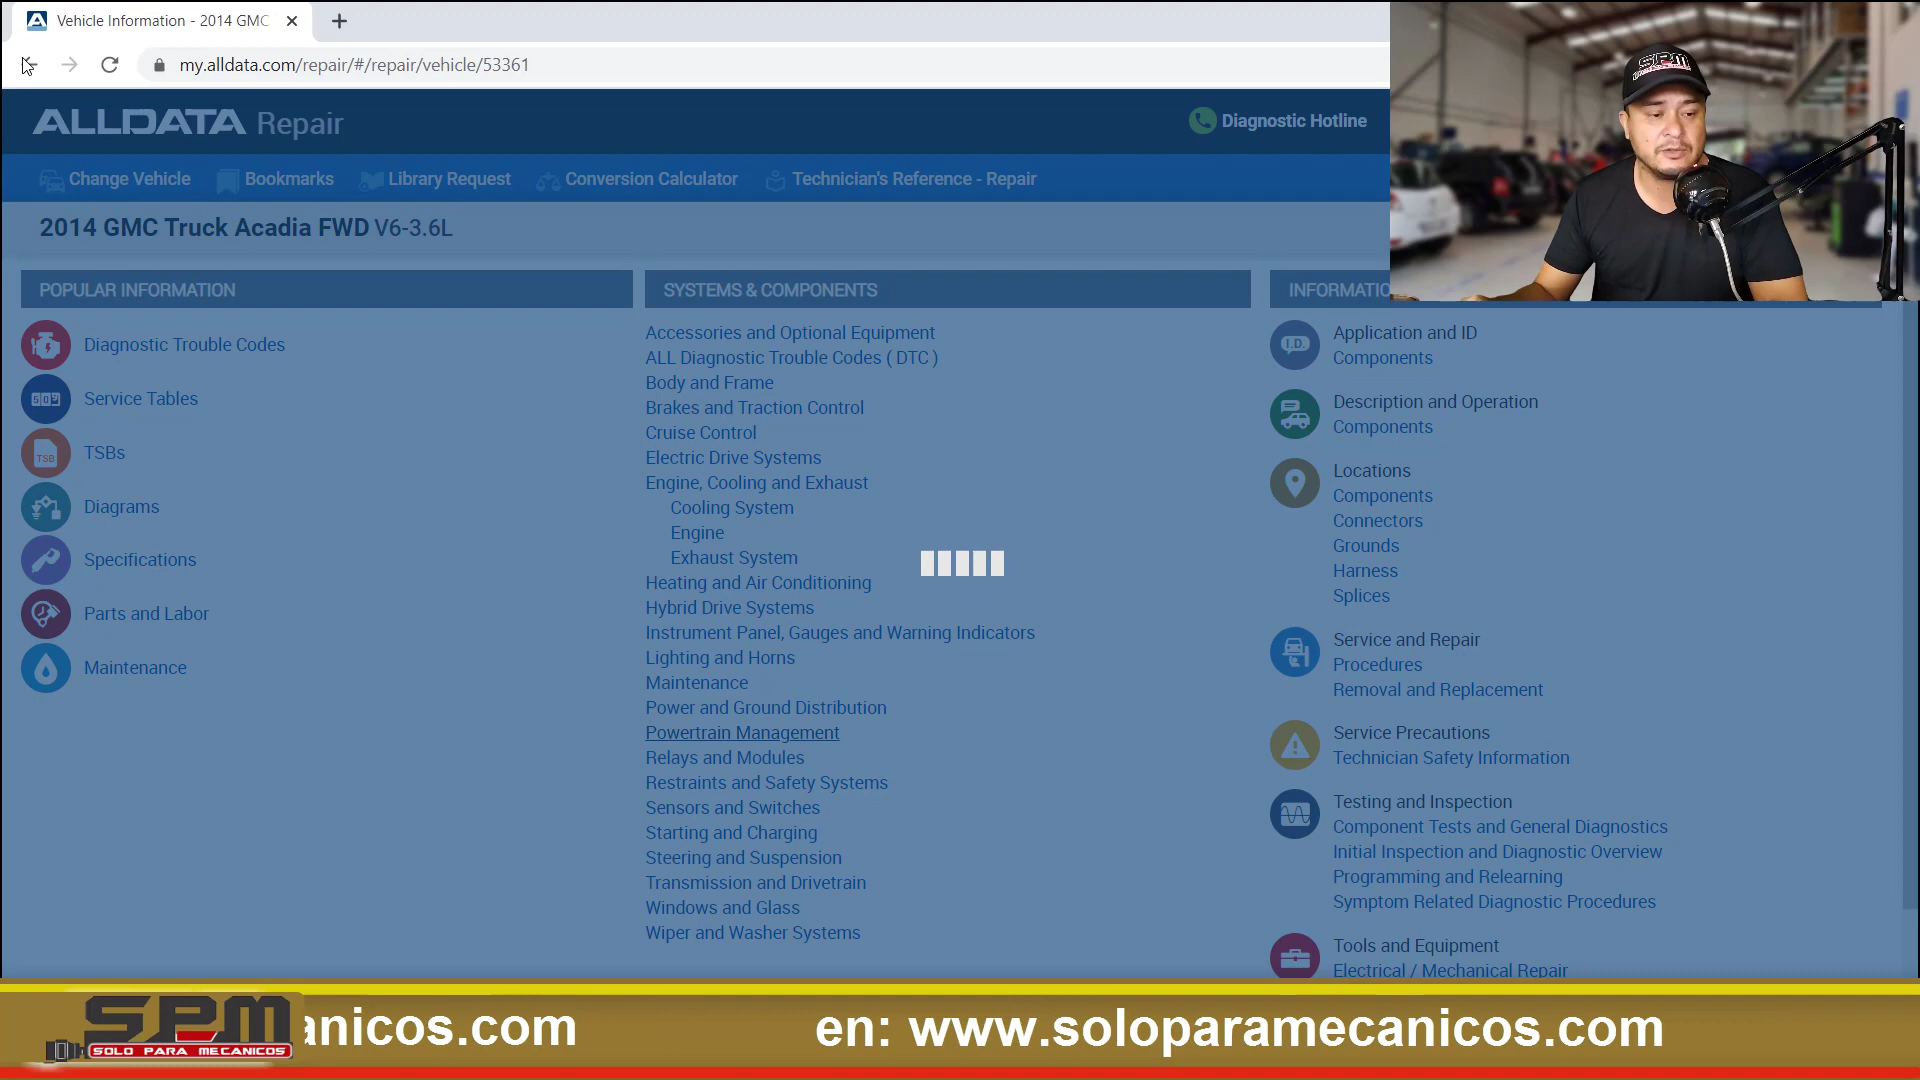 Vehicle Information - 2014 GMC
my.alldata.com/repair/#/repair/vehicle/53361
ALLDATA Repair
Diagnostic Hotline
Change Vehicle
Bookmarks
Library Request
Conversion Calculator
Technician's Reference - Repair
2014 GMC Truck Acadia FWD V6-3.6L
POPULAR INFORMATION
Diagnostic Trouble Codes
Service Tables
TSB
TSBs
Diagrams
Specifications
Parts and Labor
Maintenance
SYSTEMS & COMPONENTS
Accessories and Optional Equipment
ALL Diagnostic Trouble Codes ( DTC )
Body and Frame
Brakes and Traction Control
Cruise Control
Electric Drive Systems
Engine, Cooling and Exhaust
Cooling System
Engine
Exhaust System
Heating and Air Conditioning
Hybrid Drive Systems
Instrument Panel, Gauges and Warning Indicators
Lighting and Horns
Maintenance
Power and Ground Distribution
Powertrain Management
Relays and Modules
Restraints and Safety Systems
Sensors and Switches
Starting and Charging
Steering and Suspension
Transmission and Drivetrain
Windows and Glass
Wiper and Washer Systems
INFORMATIO
I.D.
Application and ID
Components
Description and Operation
Components
Locations
Components
Connectors
Grounds
Harness
Splices
Service and Repair
Procedures
Removal and Replacement
Service Precautions
Technician Safety Information
Testing and Inspection
Component Tests and General Diagnostics
Initial Inspection and Diagnostic Overview
Programming and Relearning
Symptom Related Diagnostic Procedures
Tools and Equipment
Electrical / Mechanical Repair
SPM
SPM
SOLO PARA MECANICOS
anicos.com
en: www.soloparamecanicos.com